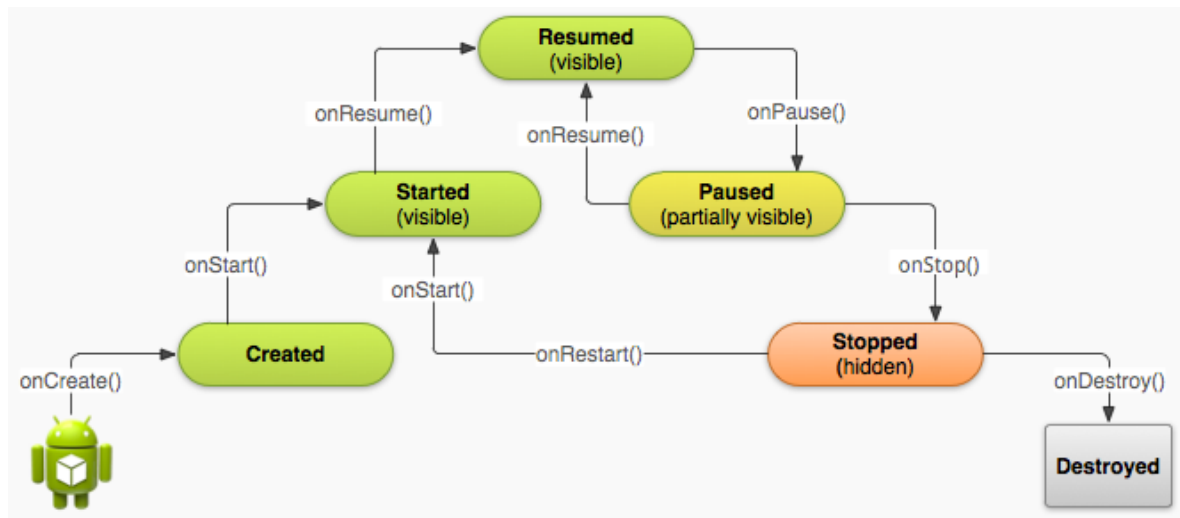 Resumed
(visible)
onResume()
onPause()
onResume()
Started
(visible)
Paused
(partially visible)
onStart()
onStop()
onStart()
Created
onRestart()
Stopped
(hidden)
onCreate()
onDestroy()
Destroyed